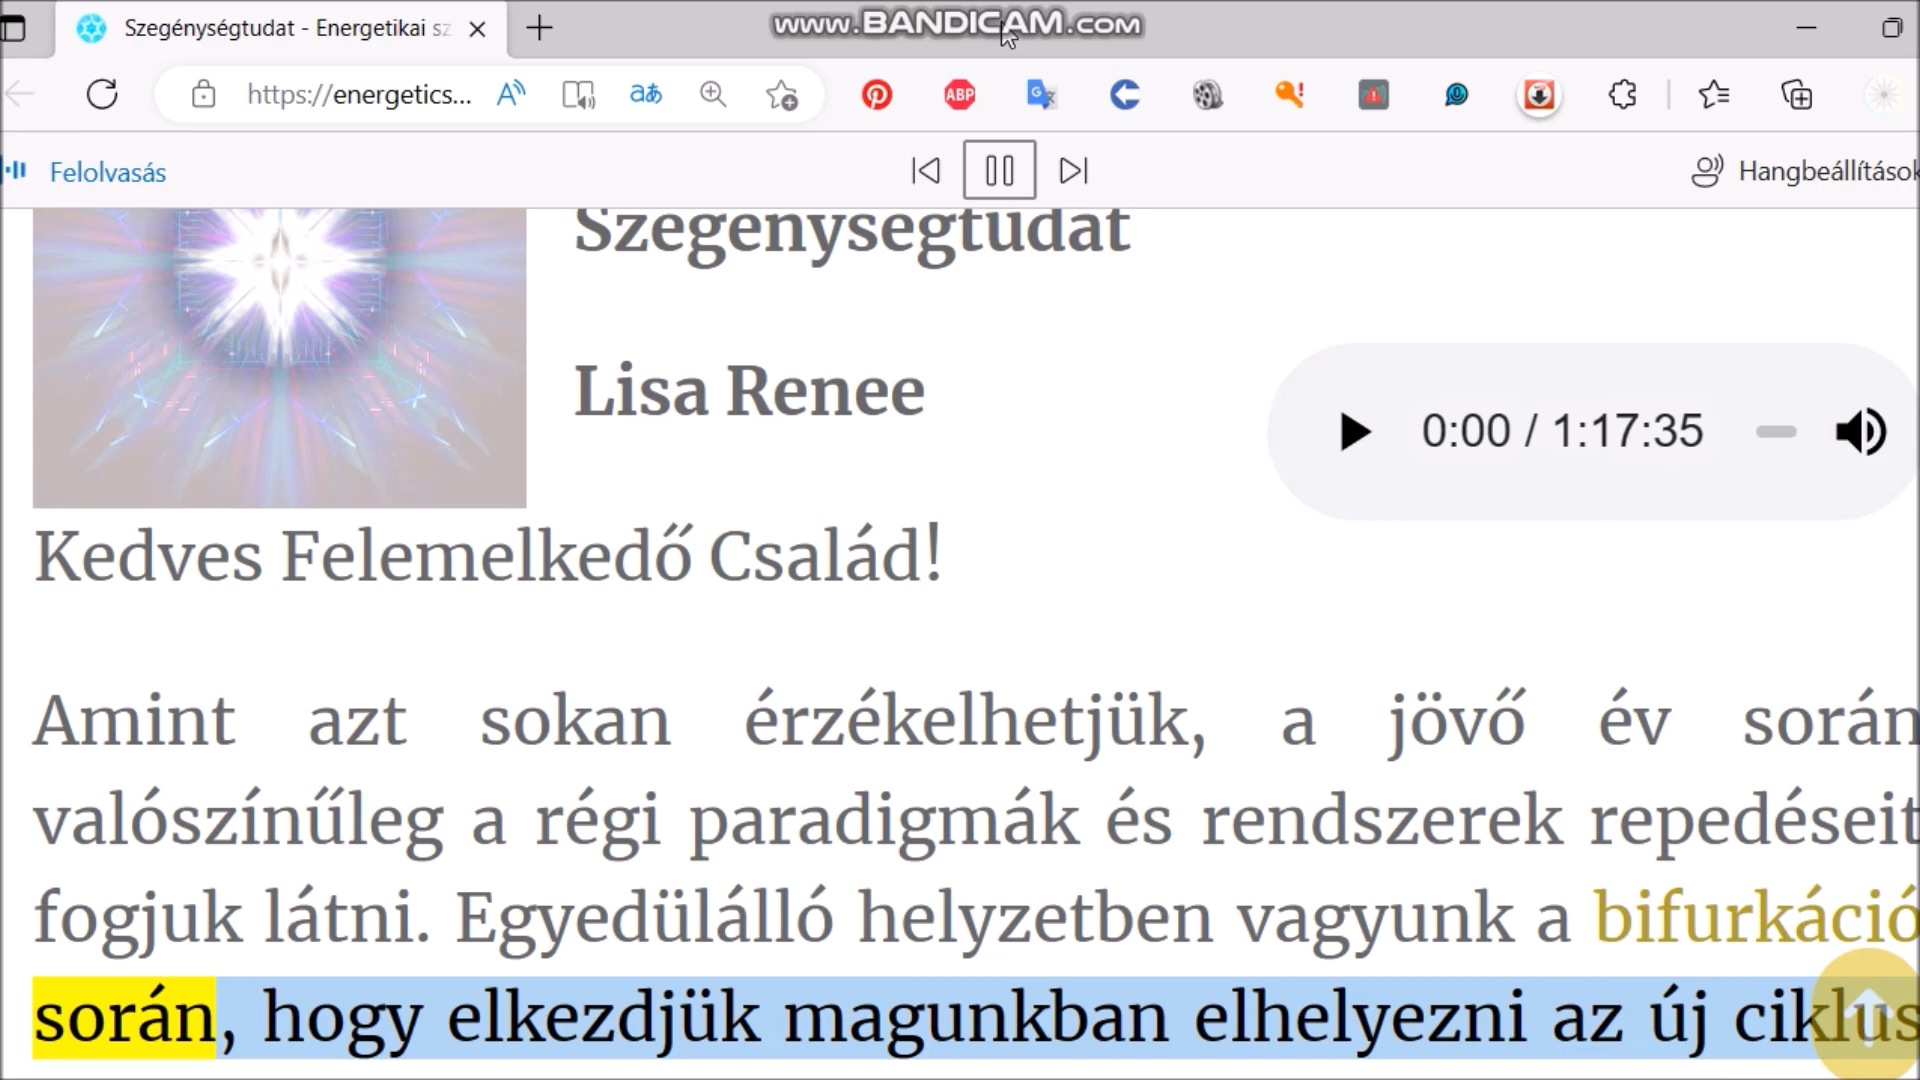 Szegénységtudat - Energetikai sz
www.BANDICAM.com
https://energetics...
ABP
Felolvasás
Hangbeállítások
Szegénységtudat
Lisa Renee
0:00 / 1:17:35
Kedves Felemelkedő Család!
Amint azt sokan érzékelhetjük, a jövő év során
valószínűleg a régi paradigmák és rendszerek repedéseit
fogjuk látni. Egyedülálló helyzetben vagyunk a bifurkáció
során, hogy elkezdjük magunkban elhelyezni az új ciklus